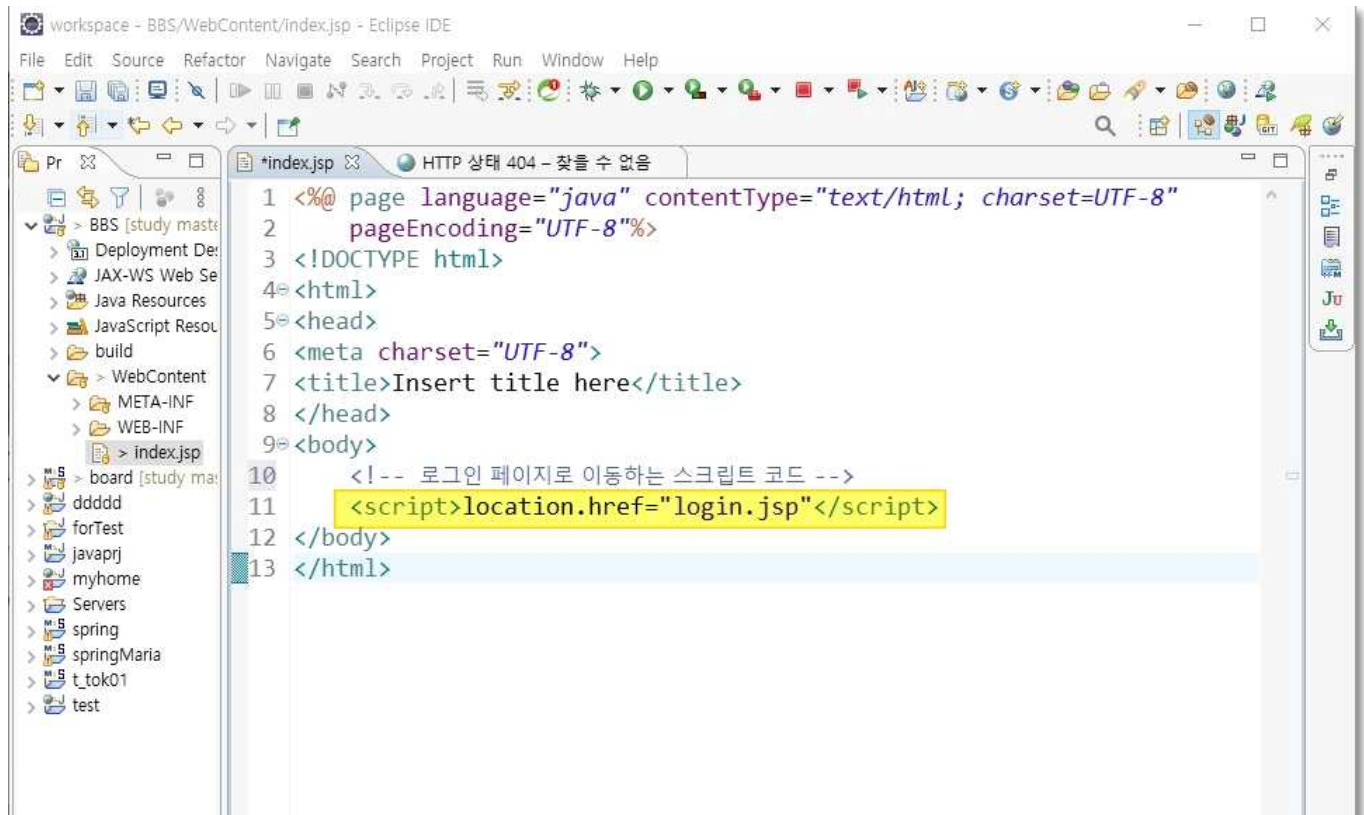 workspace - BBS/WebContent/index.jsp - Eclipse IDE
File Edit Source Refactor Navigate Search Project Run Window Help
Pr
*index.jsp HTTP 상태 404 – 찾을 수 없음
> BBS [study maste
Deployment De
JAX-WS Web Se
Java Resources
JavaScript Resou
build
> WebContent
META-INF
WEB-INF
> index.jsp
> board [study ma
ddddd
forTest
javaprj
myhome
Servers
spring
springMaria
t_tok01
test
1 <%@ page language="java" contentType="text/html; charset=UTF-8"
2 pageEncoding="UTF-8"%>
3 <!DOCTYPE html>
4 <html>
5 <head>
6 <meta charset="UTF-8">
7 <title>Insert title here</title>
8 </head>
9 <body>
10 <!-- 로그인 페이지로 이동하는 스크립트 코드 -->
11 <script>location.href="login.jsp"</script>
12 </body>
13 </html>